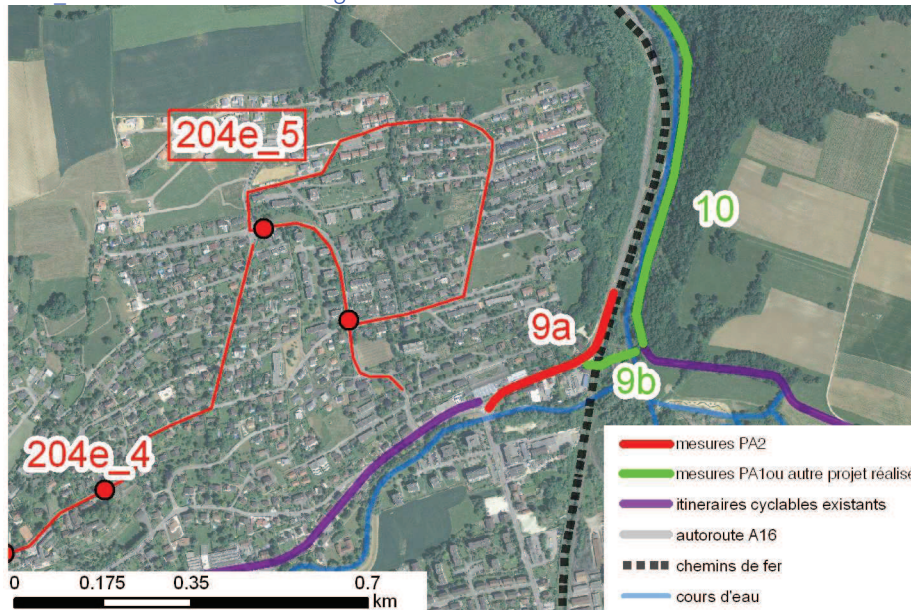 204e_5
10
9a
9b
204e_4
mesures PA2
mesures PA1ou autre projet réalisé
itineraires cyclables existants
autoroute A16
chemins de fer
cours d'eau
0 0.175 0.35 0.7
km